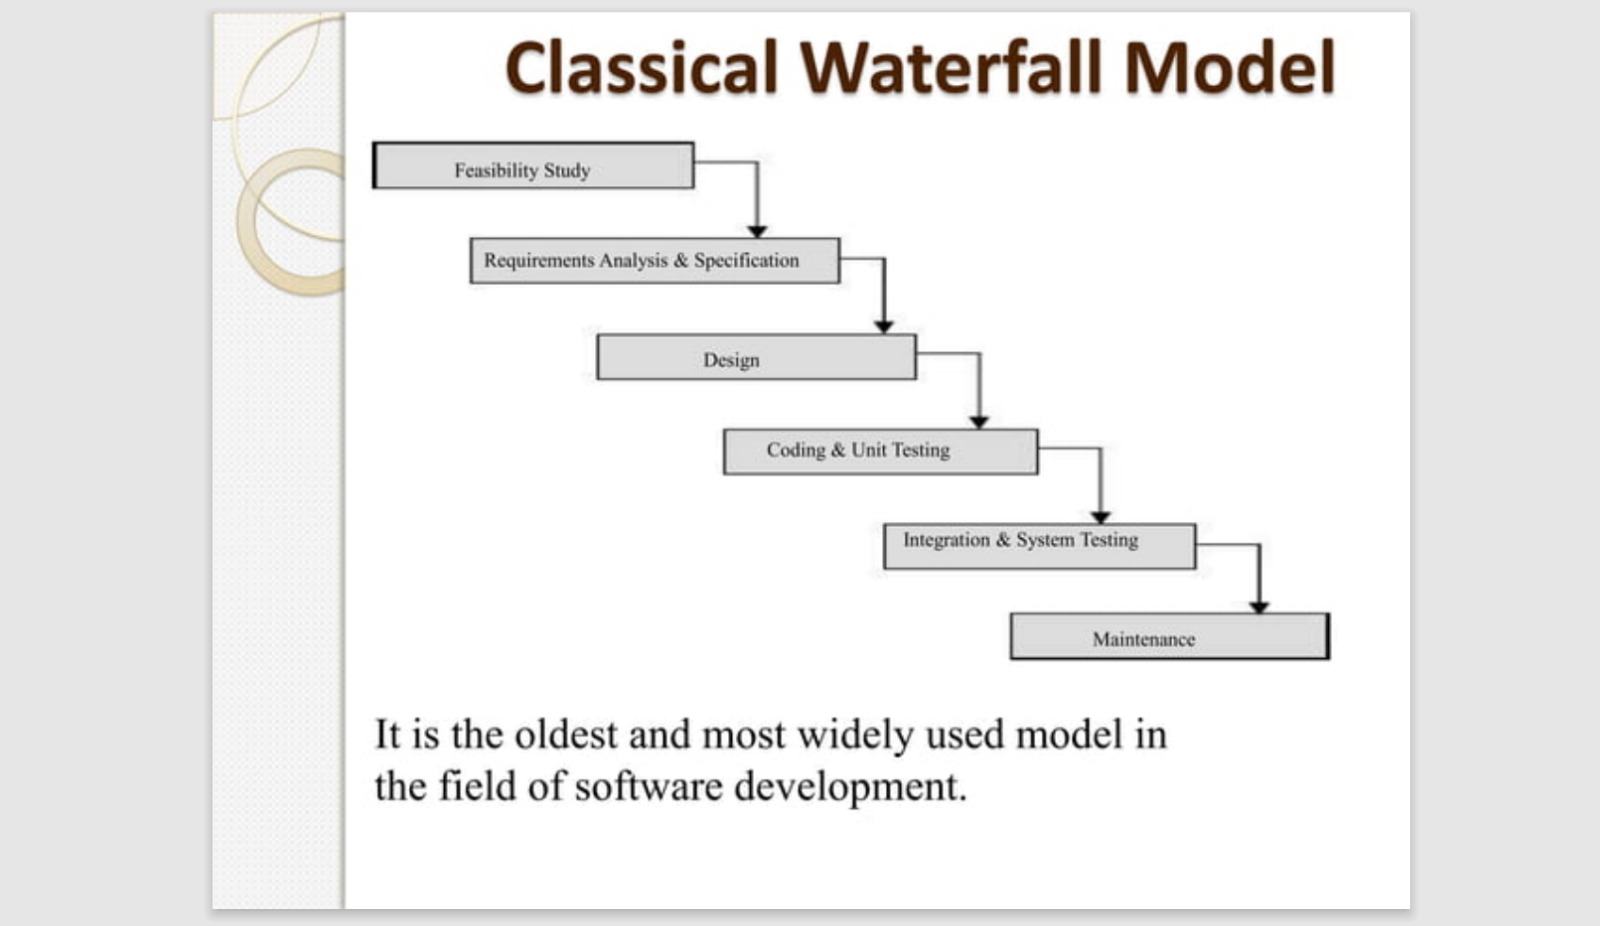 Classical Waterfall Model
Feasibility Study
Requirements Analysis & Specification
Design
Coding & Unit Testing
Integration & System Testing
Maintenance
It is the oldest and most widely used model in
the field of software development.